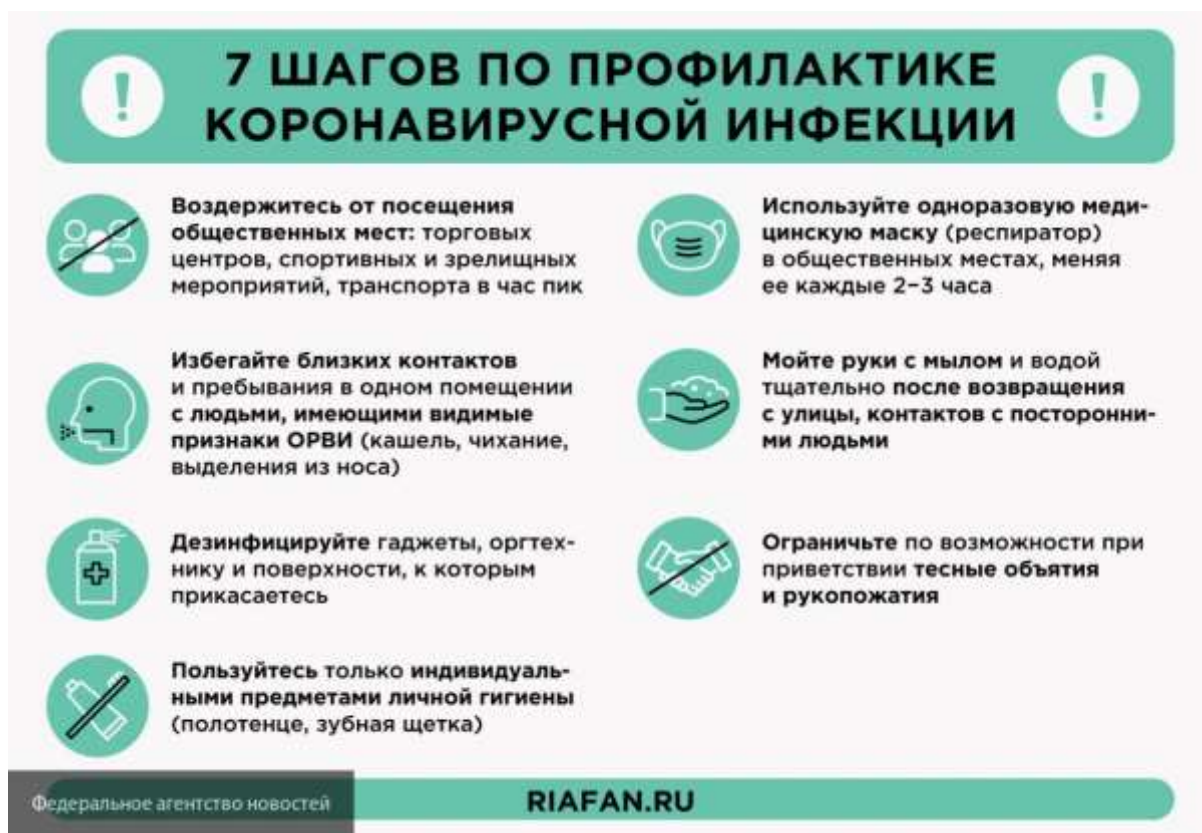 7 ШАГОВ ПО ПРОФИЛАКТИКЕ
КОРОНАВИРУСНОЙ ИНФЕКЦИИ
Воздержитесь от посещения
общественных мест: торговых
центров, спортивных и зрелищных
мероприятий, транспорта в час пик
Избегайте близких контактов
и пребывания в одном помещении
с людьми, имеющими видимые
признаки ОРВИ (кашель, чихание,
выделения из носа)
Дезинфицируйте гаджеты, оргтех-
нику и поверхности, к которым
прикасаетесь
Пользуйтесь только индивидуаль-
ными предметами личной гигиены
(полотенце, зубная щетка)
Используйте одноразовую меди-
цинскую маску (респиратор)
в общественных местах, меняя
ее каждые 2–3 часа
Мойте руки с мылом и водой
тщательно после возвращения
с улицы, контактов с посторонни-
ми людьми
Ограничьте по возможности при
приветствии тесные объятия
и рукопожатия
Федеральное агентство новостей
RIAFAN.RU